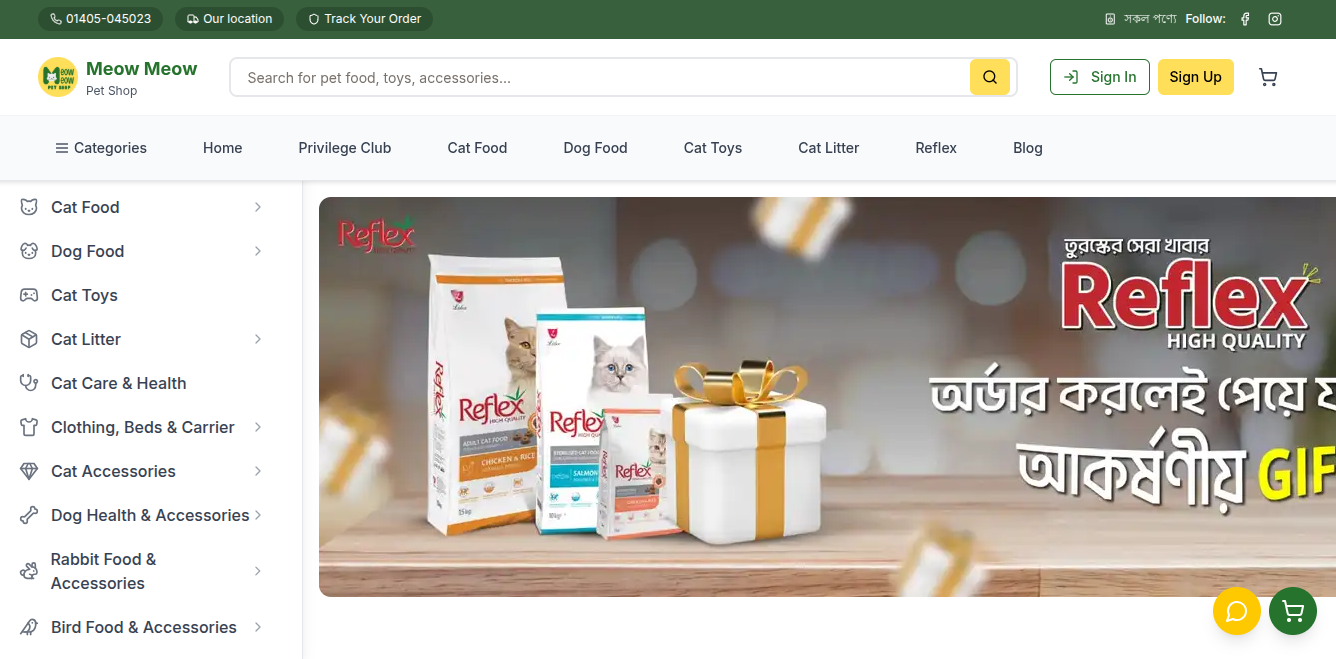 01405-045023
Our location
Track Your Order
সকল পণ্যে
Follow:
MEOW
MEOW
PET SHOP
Meow Meow
Pet Shop
Search for pet food, toys, accessories...
Sign In
Sign Up
Categories
Home
Privilege Club
Cat Food
Dog Food
Cat Toys
Cat Litter
Reflex
Blog
Cat Food
Dog Food
Cat Toys
Cat Litter
Cat Care & Health
Clothing, Beds & Carrier
Cat Accessories
Dog Health & Accessories
Rabbit Food &
Accessories
Bird Food & Accessories
Reflex
তুরস্কের সেরা খাবার
Reflex
HIGH QUALITY
অর্ডার করলেই পেয়ে
আকর্ষণীয় GIF
Reflex
Reflex
HIGH QUALITY
ADULT CAT FOOD
CHICKEN & RICE
15kg
Reflex
STERILISED CAT FOOD
SALMON
Reflex